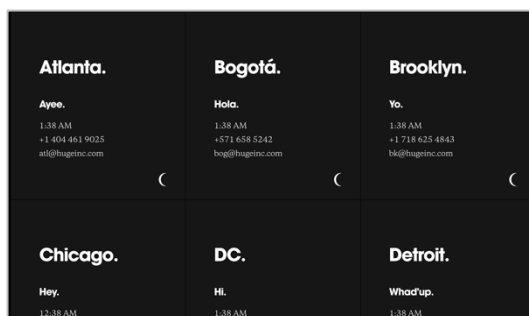 Atlanta.
Ayee.
1:38 AM
+1 404 461 9025
atl@hugeinc.com
Bogotá.
Hola.
1:38 AM
+571 658 5242
bog@hugeinc.com
Brooklyn.
Yo.
1:38 AM
+1 718 625 4843
bk@hugeinc.com
Chicago.
Hey.
12:38 AM
DC.
Hi.
1:38 AM
Detroit.
Whad'up.
1:38 AM